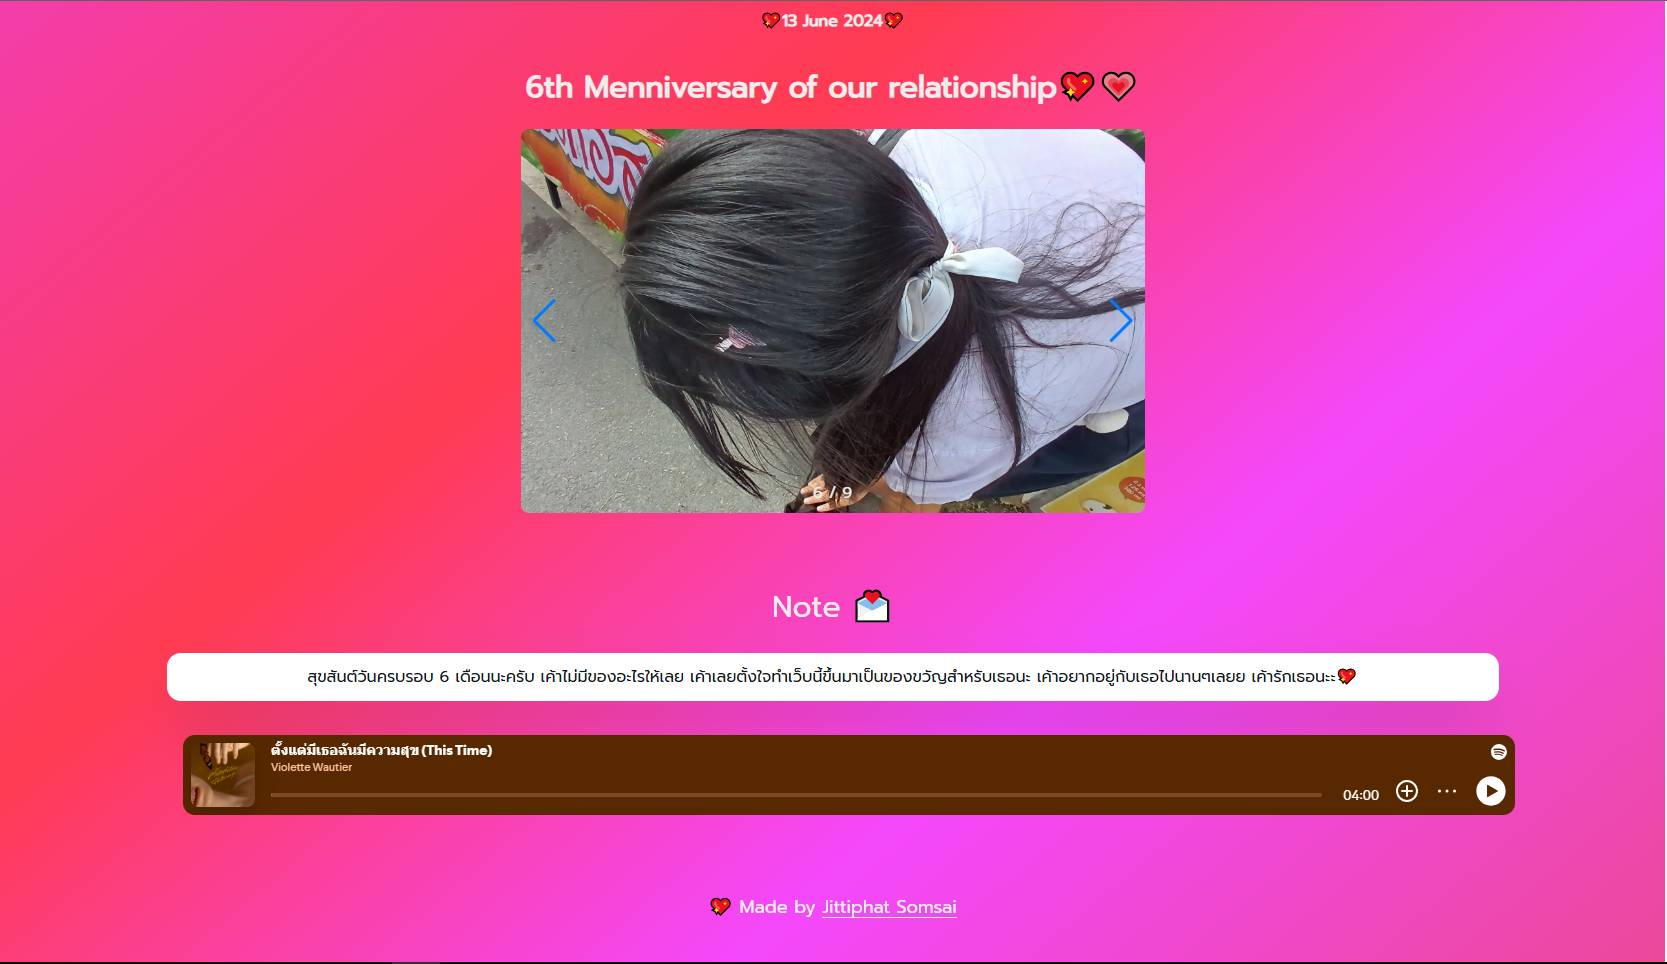 💖13 June 2024💖
6th Menniversary of our relationship💖💗
6 / 9
Note 💌
สุขสันต์วันครบรอบ 6 เดือนนะครับ เค้าไม่มีของอะไรให้เลย เค้าเลยตั้งใจทำเว็บนี้ขึ้นมาเป็นของขวัญสำหรับเธอนะ เค้าอยากอยู่กับเธอไปนานๆเลยย เค้ารักเธอนะะ💖
ตั้งแต่มีเธอฉันมีความสุข (This Time)
Violette Wautier
04:00
💖 Made by Jittiphat Somsai